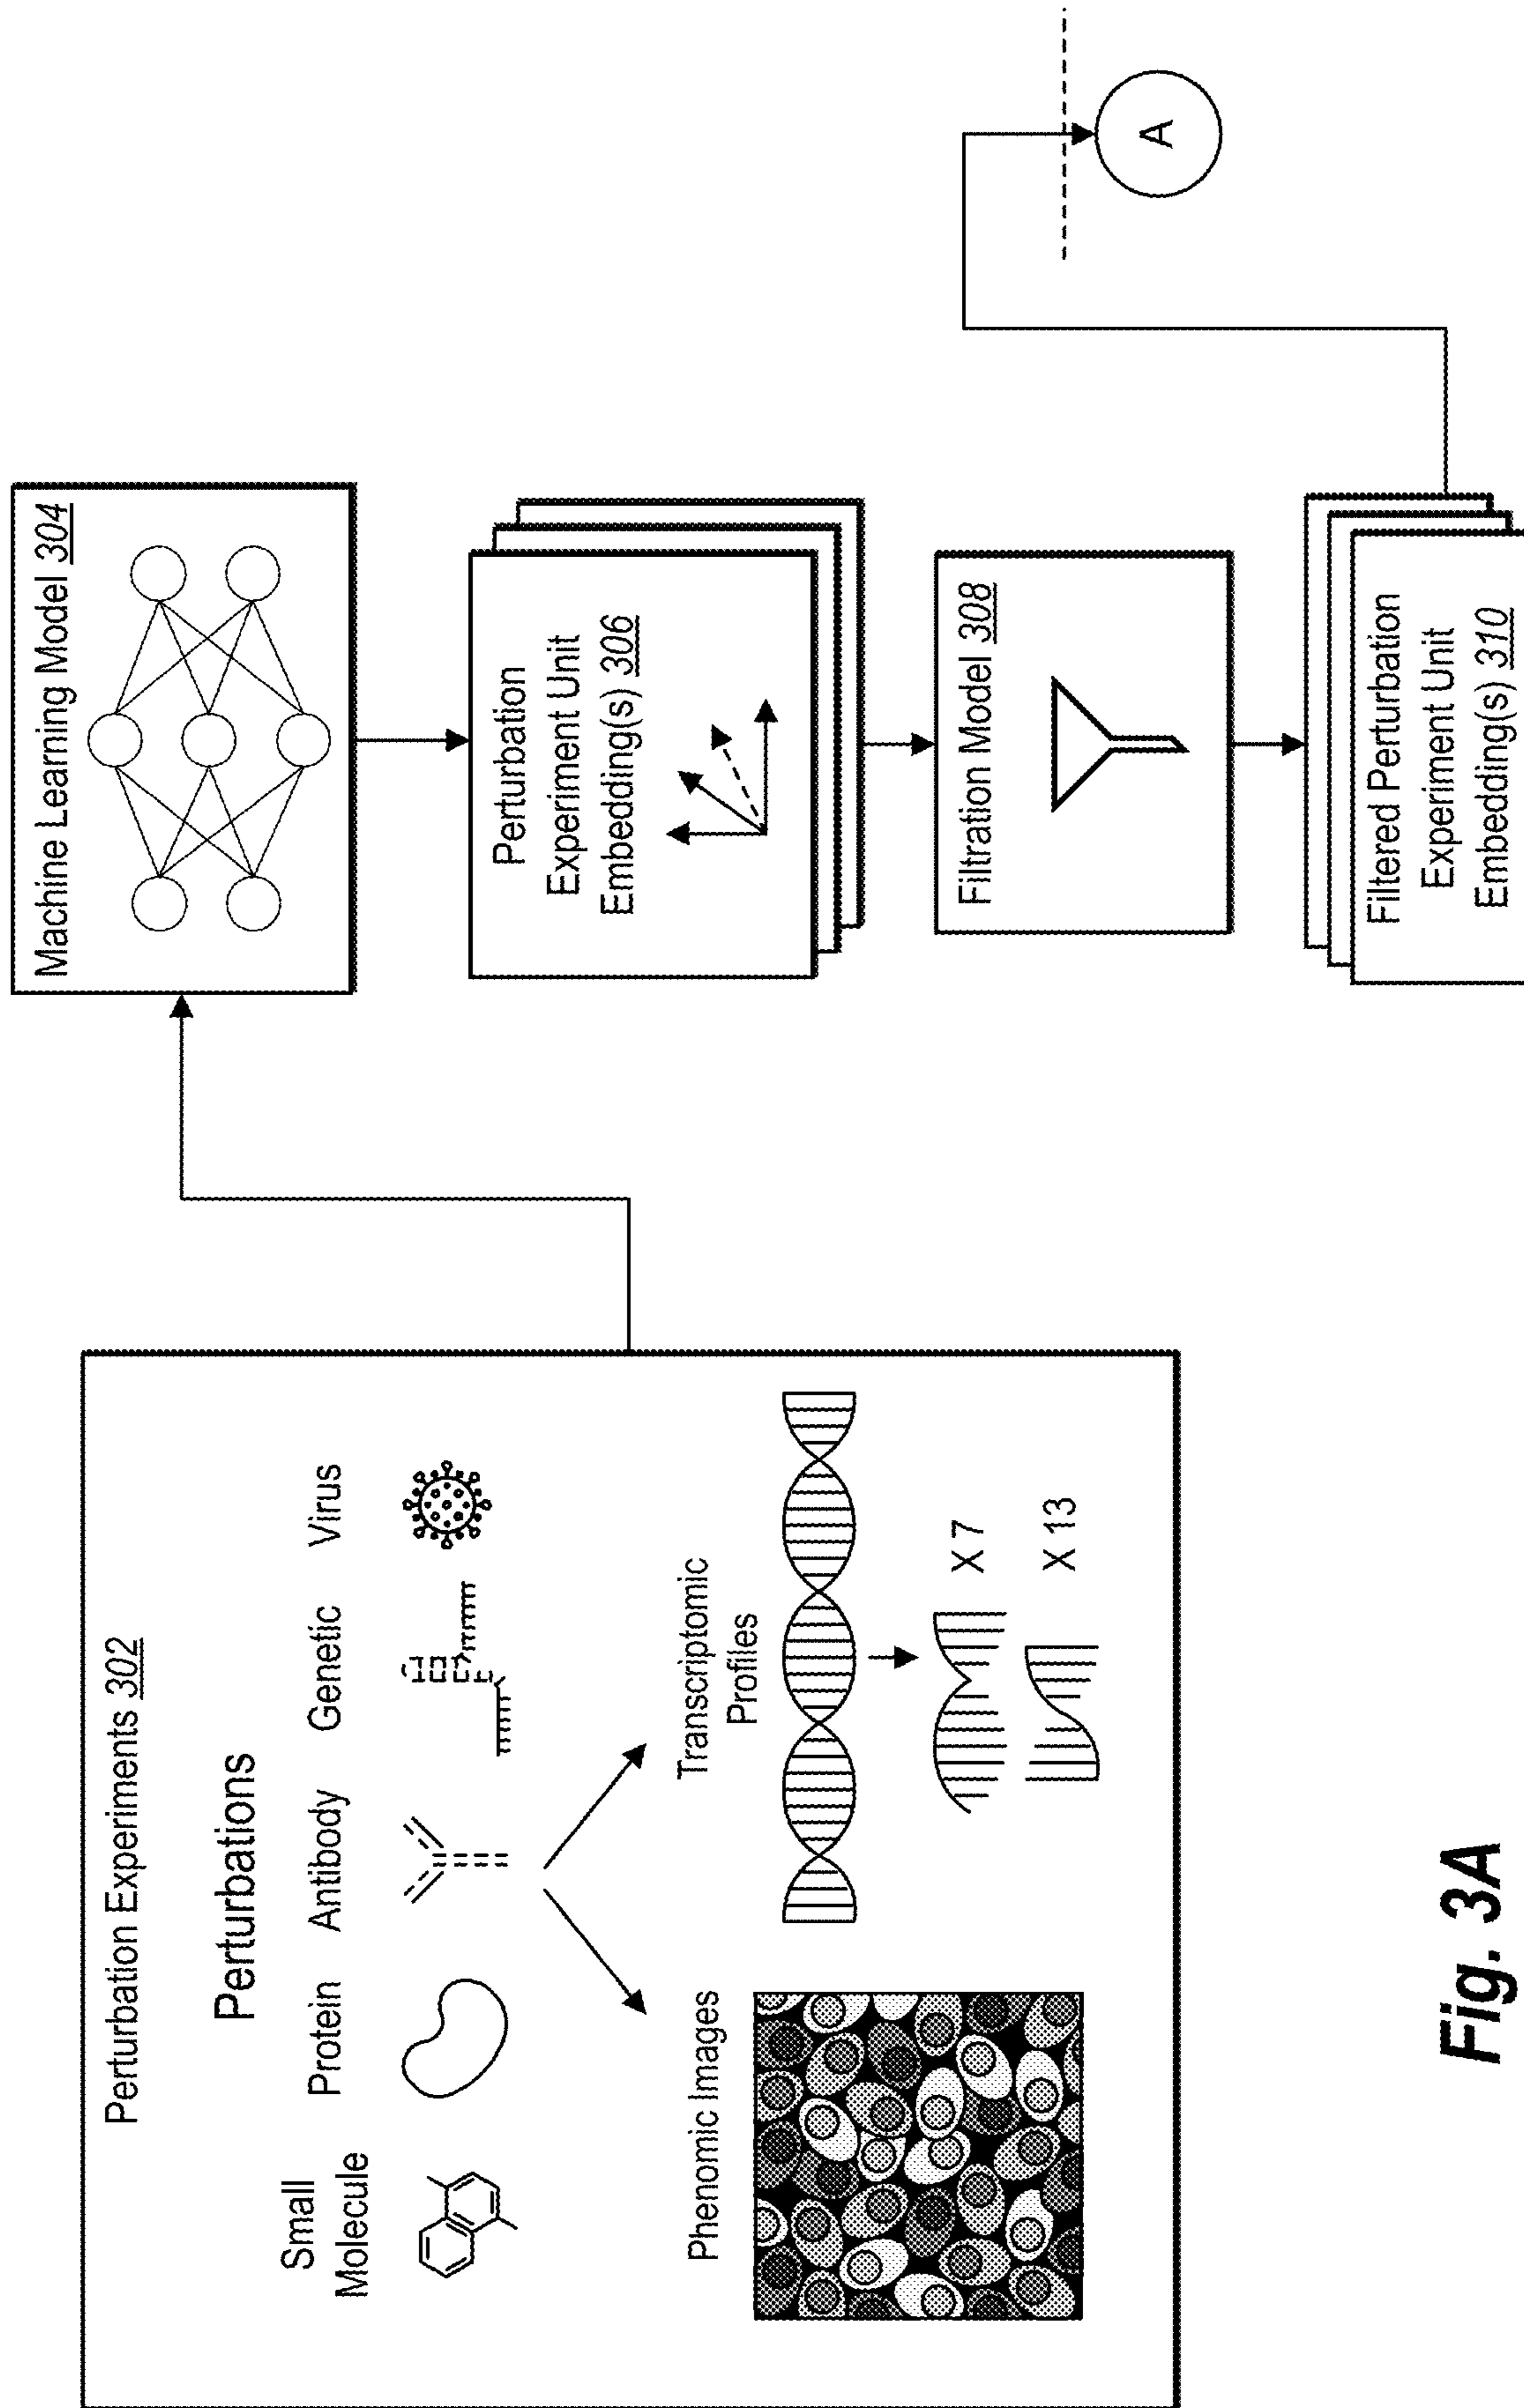 Perturbation Experiments 302
Perturbations
Small
Molecule
Protein
Antibody
Genetic
Virus
Phenomic Images
Transcriptomic
Profiles
X 7
X 13
Machine Learning Model 304
Perturbation
Experiment Unit
Embedding(s) 306
Filtration Model 308
Filtered Perturbation
Experiment Unit
Embedding(s) 310
A
Fig. 3A